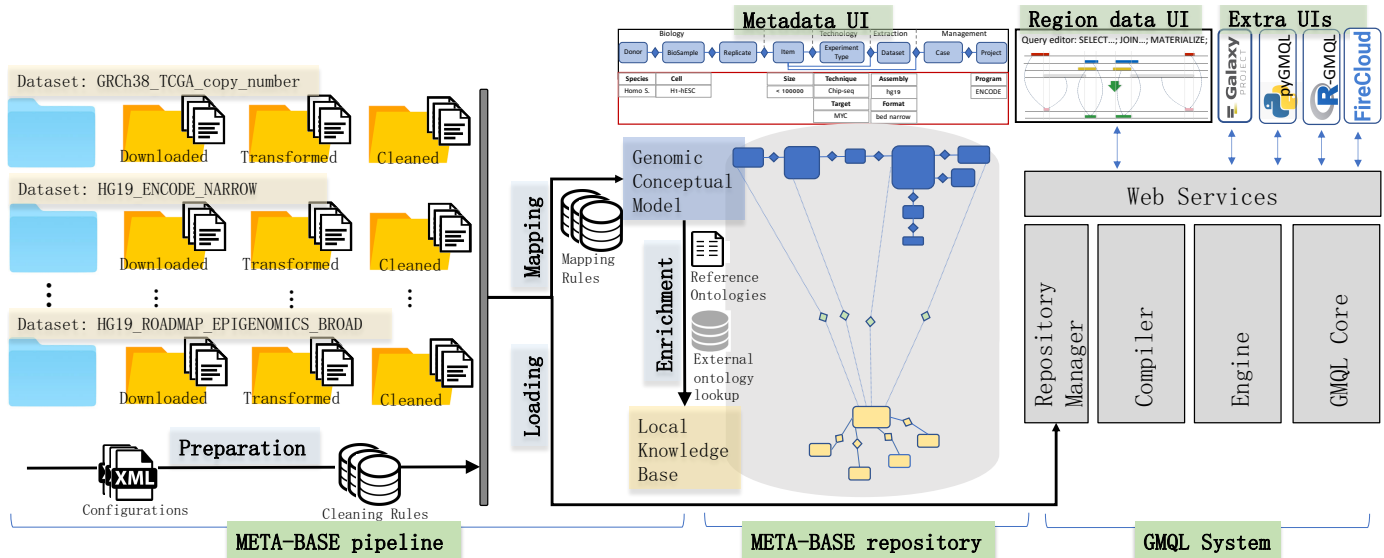 Metadata UI
Region data UI
Extra UIs
Biology
Technology
Extraction
Management
Donor
BioSample
Replicate
Item
Experiment
Type
Dataset
Case
Project
Species
Cell
Size
Technique
Assembly
Program
Homo S.
H1-hESC
< 100000
Chip-seq
hg19
ENCODE
Target
Format
MYC
bed narrow
Query editor: SELECT…; JOIN…; MATERIALIZE;
Galaxy
PROJECT
pyGMQL
R-GMQL
FireCloud
Dataset: GRCh38_TCGA_copy_number
Downloaded
Transformed
Cleaned
Dataset: HG19_ENCODE_NARROW
Downloaded
Transformed
Cleaned
Dataset: HG19_ROADMAP_EPIGENOMICS_BROAD
Downloaded
Transformed
Cleaned
Preparation
XML
Configurations
Cleaning Rules
Mapping
Mapping
Rules
Loading
Genomic
Conceptual
Model
Enrichment
Reference
Ontologies
External
ontology
lookup
Local
Knowledge
Base
Web Services
Repository
Manager
Compiler
Engine
GMQL Core
META-BASE pipeline
META-BASE repository
GMQL System